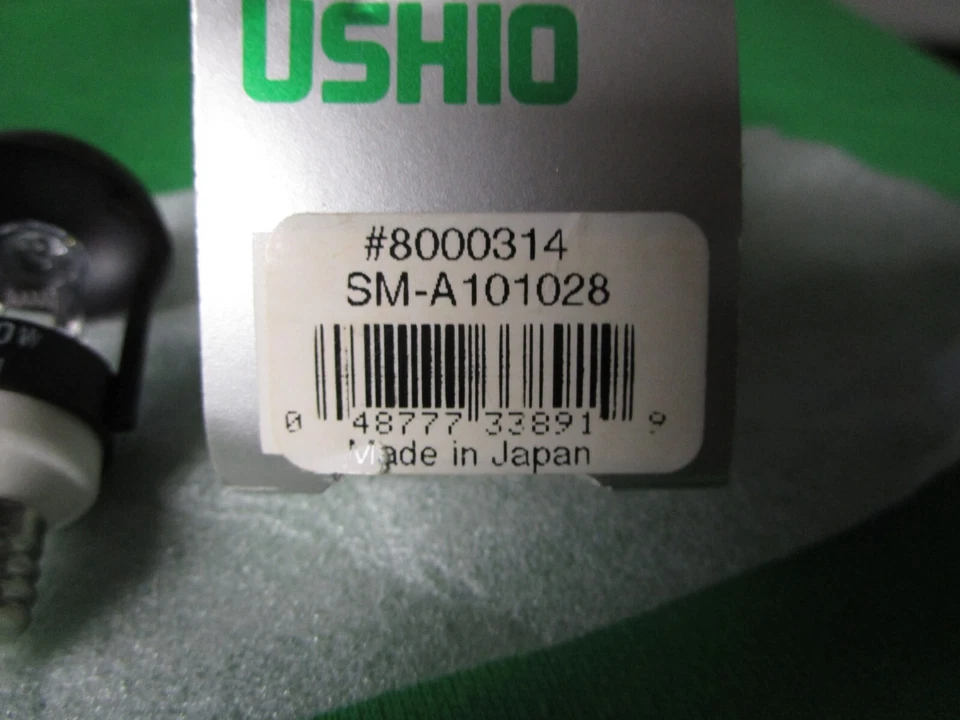 USHIO
#8000314
SM-A101028
0 48777 33891 9
Made in Japan